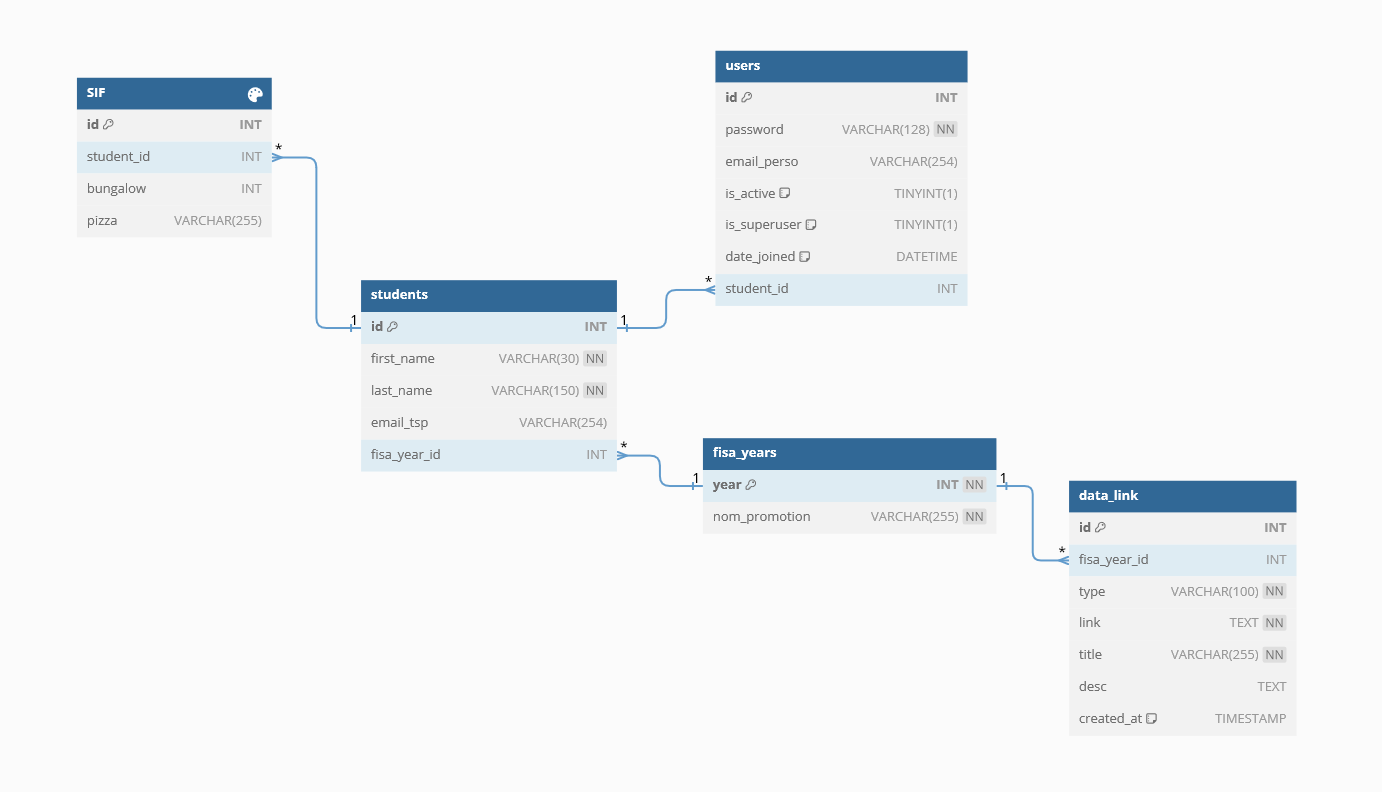 SIF
id INT
student_id INT
bungalow INT
pizza VARCHAR(255)
*
1
students
id INT
first_name VARCHAR(30) NN
last_name VARCHAR(150) NN
email_tsp VARCHAR(254)
fisa_year_id INT
1
*
users
id INT
password VARCHAR(128) NN
email_perso VARCHAR(254)
is_active TINYINT(1)
is_superuser TINYINT(1)
date_joined DATETIME
student_id INT
*
1
fisa_years
year INT NN
nom_promotion VARCHAR(255) NN
1
*
data_link
id INT
fisa_year_id INT
type VARCHAR(100) NN
link TEXT NN
title VARCHAR(255) NN
desc TEXT
created_at TIMESTAMP